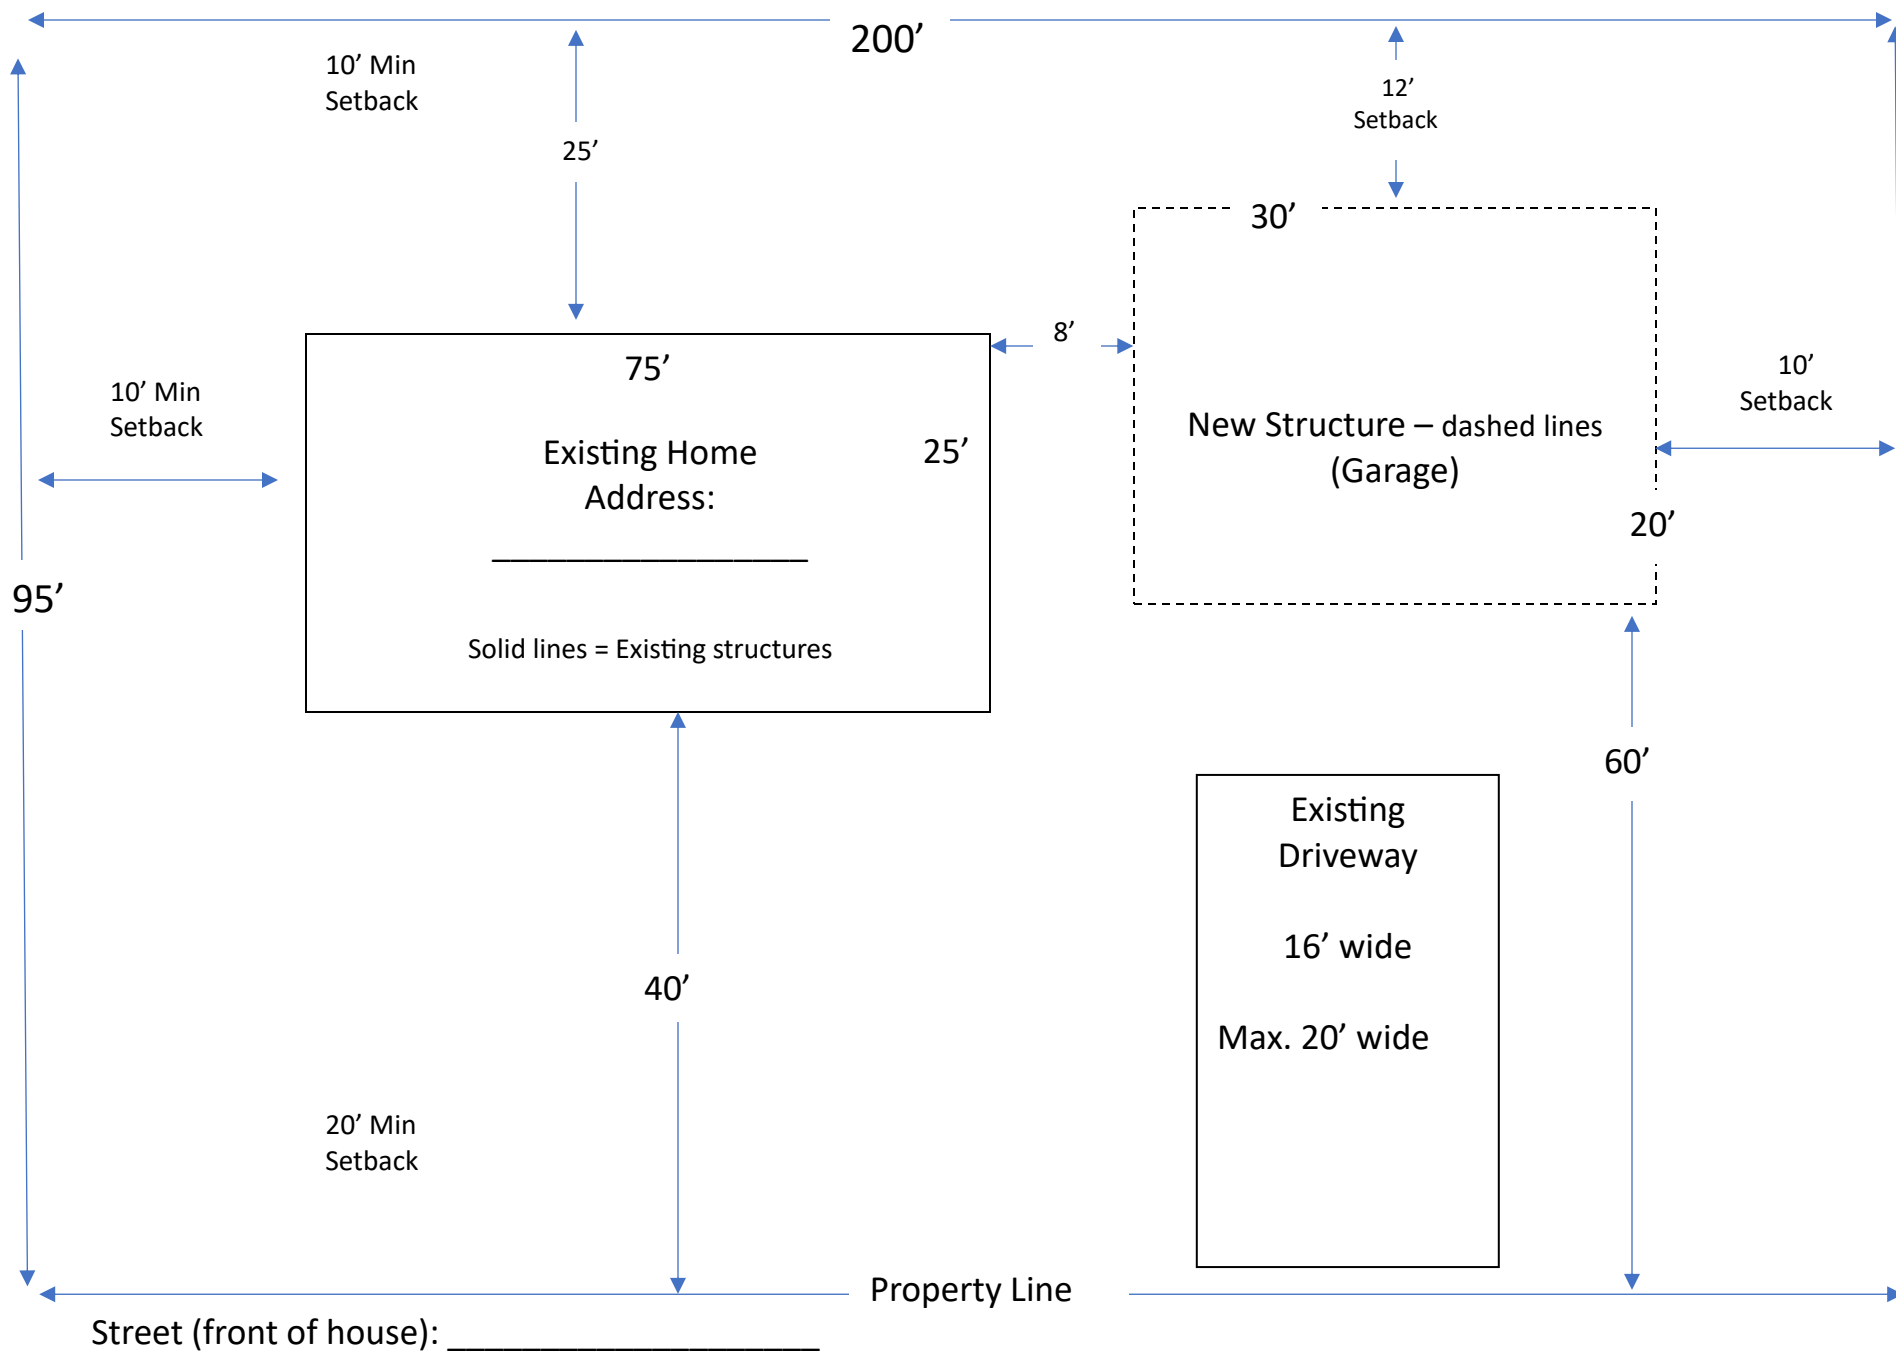 200’
10’ Min
Setback
25’
12’
Setback
30’
8’
75’
10’ Min
Setback
Existing Home
Address:
_________________
25’
Solid lines = Existing structures
New Structure – dashed lines
(Garage)
10’
Setback
20’
95’
60’
Existing
Driveway
16’ wide
Max. 20’ wide
40’
20’ Min
Setback
Property Line
Street (front of house): ____________________